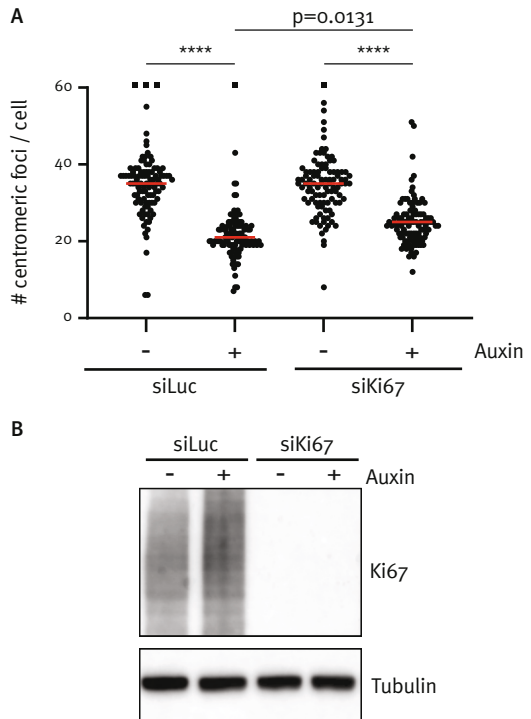 A
p=0.0131
**** ****
60
40
20
0
# centromeric foci / cell
- + - + Auxin
siLuc siKi67
B
siLuc siKi67
- + - + Auxin
Ki67
Tubulin